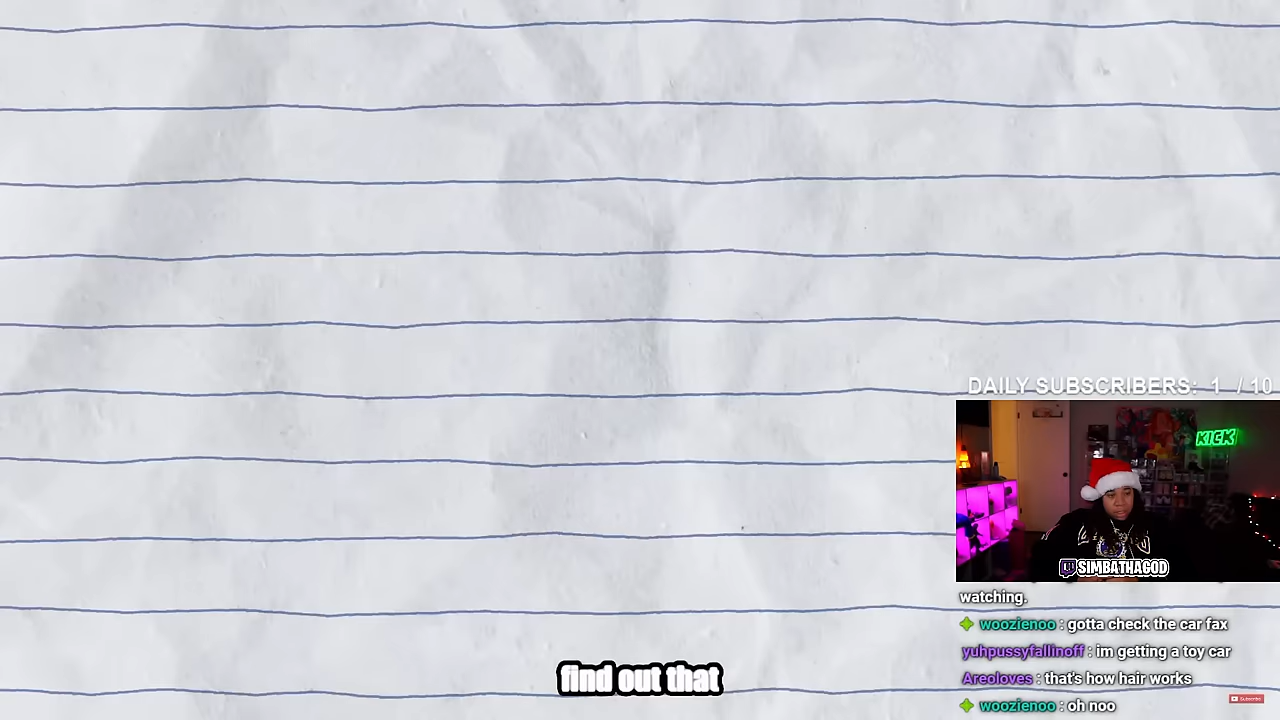 DAILY SUBSCRIBERS: 1 / 10
KICK
SIMBATHAGOD
watching.
woozienoo : gotta check the car fax
yuhpussyfallinoff : im getting a toy car
Areoloves : that's how hair works
woozienoo : oh noo
Subscribe
find out that